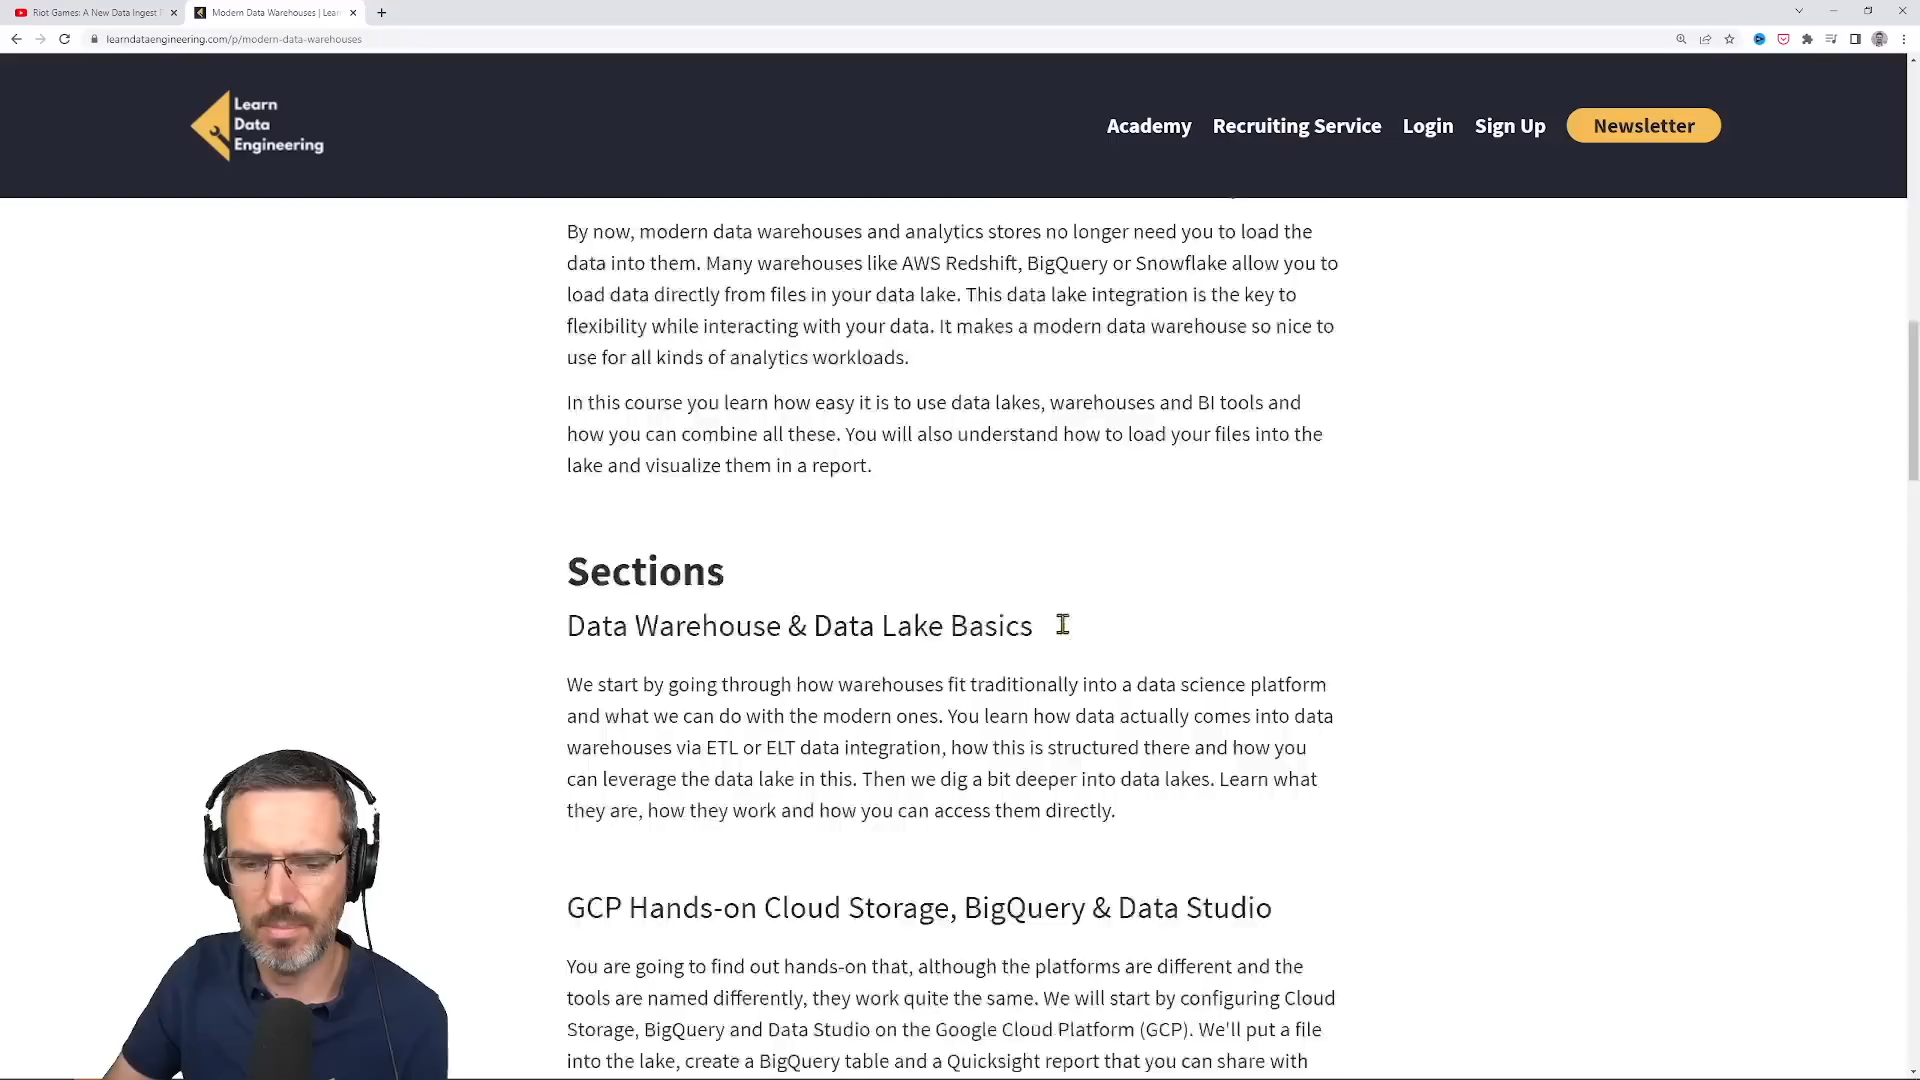 Riot Games: A New Data Ingest
Modern Data Warehouses | Lear
learndataengineering.com/p/modern-data-warehouses
Learn
Data
Engineering
Academy
Recruiting Service
Login
Sign Up
Newsletter
By now, modern data warehouses and analytics stores no longer need you to load the
data into them. Many warehouses like AWS Redshift, BigQuery or Snowflake allow you to
load data directly from files in your data lake. This data lake integration is the key to
flexibility while interacting with your data. It makes a modern data warehouse so nice to
use for all kinds of analytics workloads.
In this course you learn how easy it is to use data lakes, warehouses and BI tools and
how you can combine all these. You will also understand how to load your files into the
lake and visualize them in a report.
Sections
Data Warehouse & Data Lake Basics
We start by going through how warehouses fit traditionally into a data science platform
and what we can do with the modern ones. You learn how data actually comes into data
warehouses via ETL or ELT data integration, how this is structured there and how you
can leverage the data lake in this. Then we dig a bit deeper into data lakes. Learn what
they are, how they work and how you can access them directly.
GCP Hands-on Cloud Storage, BigQuery & Data Studio
You are going to find out hands-on that, although the platforms are different and the
tools are named differently, they work quite the same. We will start by configuring Cloud
Storage, BigQuery and Data Studio on the Google Cloud Platform (GCP). We'll put a file
into the lake, create a BigQuery table and a Quicksight report that you can share with